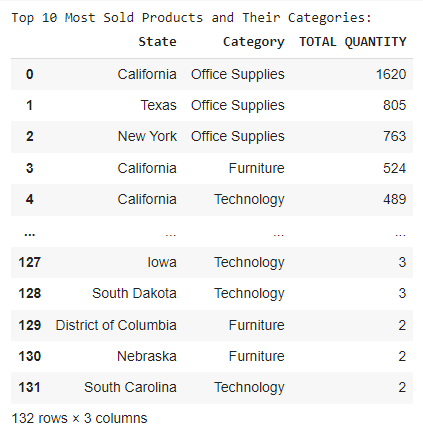 Top 10 Most Sold Products and Their Categories:
State Category TOTAL QUANTITY
0 California Office Supplies 1620
1 Texas Office Supplies 805
2 New York Office Supplies 763
3 California Furniture 524
4 California Technology 489
... ... ... ...
127 Iowa Technology 3
128 South Dakota Technology 3
129 District of Columbia Furniture 2
130 Nebraska Furniture 2
131 South Carolina Technology 2
132 rows × 3 columns